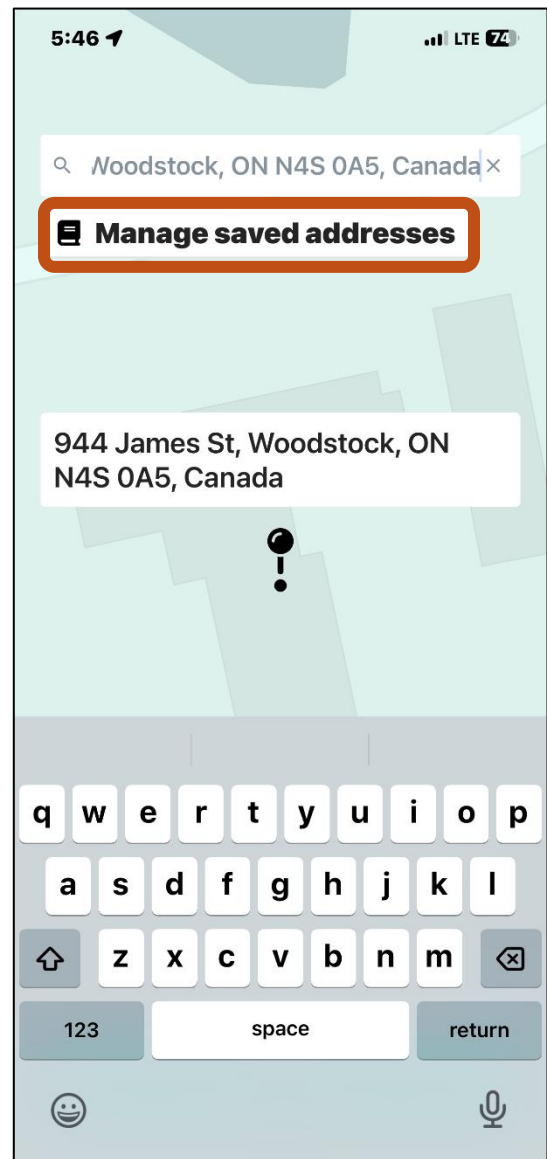 5:46
LTE 74
Woodstock, ON N4S 0A5, Canada
Manage saved addresses
944 James St, Woodstock, ON
N4S 0A5, Canada
q w e r t y u i o p
a s d f g h j k l
z x c v b n m
123 space return